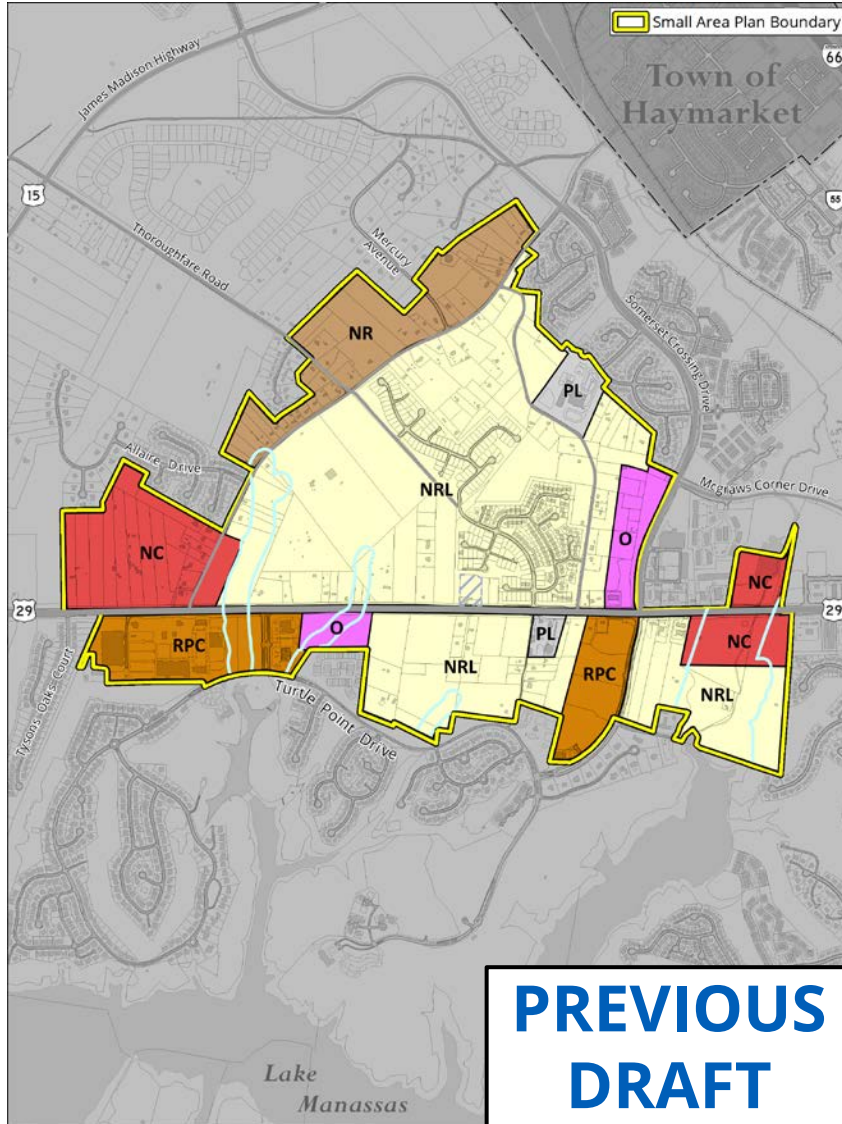 Small Area Plan Boundary
66
Town of
Haymarket
James Madison Highway
15
55
Mercury
Avenue
Thoroughfare Road
Somerset Crossing Drive
NR
PL
Allaire Drive
NRL
Mcgraws Corner Drive
NC
O
NC
29
29
RPC
O
PL
NC
NRL
RPC
NRL
Tysons Oaks Court
Turtle Point Drive
PREVIOUS
DRAFT
Lake
Manassas